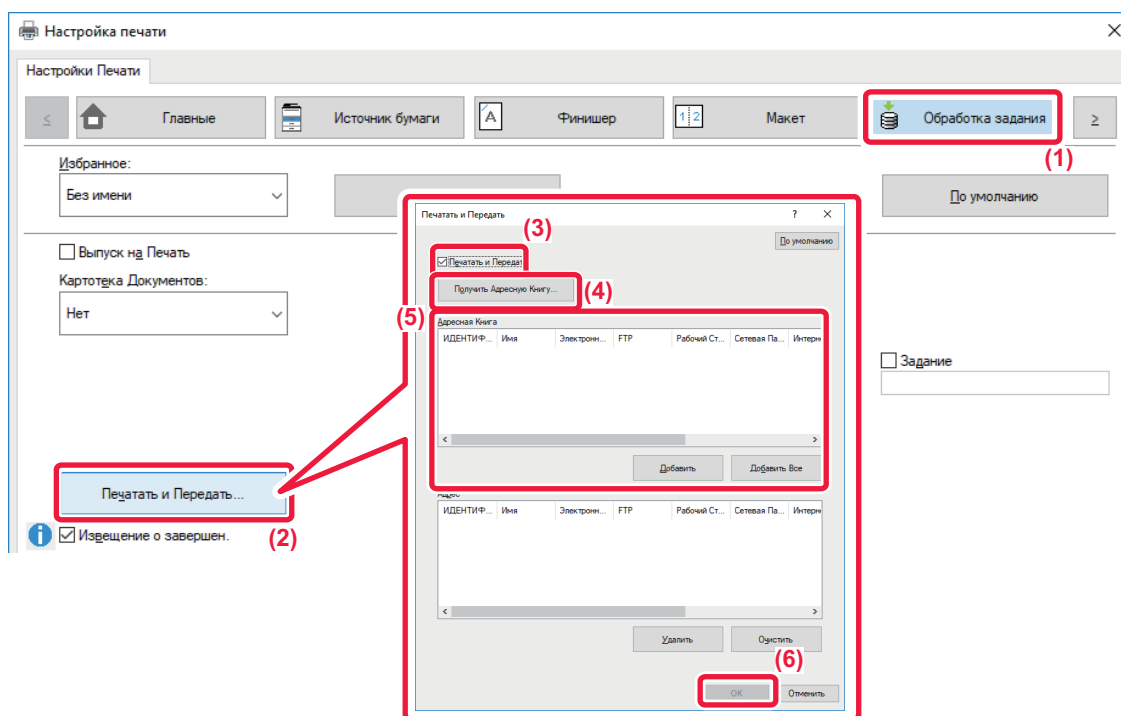 Настройка печати
Настройки Печати
<
Главные
Источник бумаги
Финишер
Макет
Обработка задания
>
(1)
Избранное:
Без имени
По умолчанию
Выпуск на Печать
Картотека Документов:
Нет
Задание
Печатать и Передать...
Извещение о завершен.
(2)
Печатать и Передать
?
(3)
По умолчанию
Печатать и Передат
Получить Адресную Книгу...
(4)
(5)
Адресная Книга
ИДЕНТИФ... Имя Электронн... FTP Рабочий Ст... Сетевая Па... Интерн
Добавить Добавить Все
Адрес
ИДЕНТИФ... Имя Электронн... FTP Рабочий Ст... Сетевая Па... Интерн
Удалить Очистить
(6)
OK Отменить